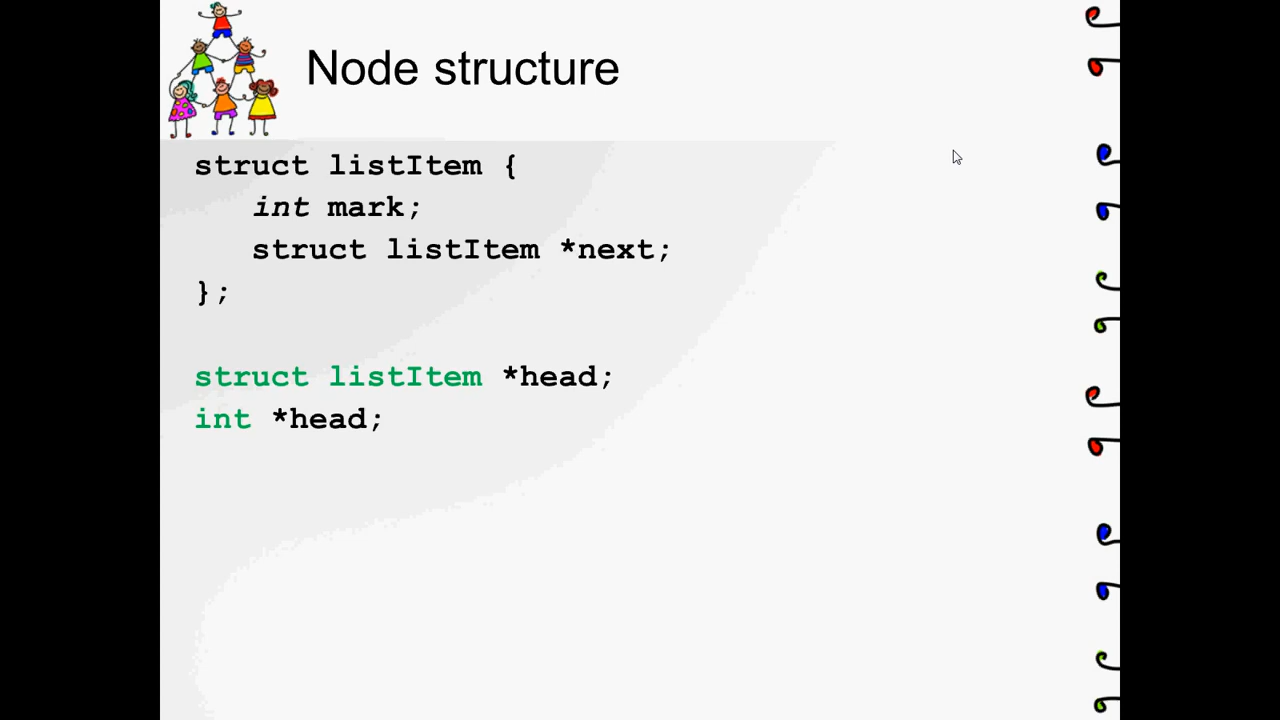 Node structure
struct listItem {
int mark;
struct listItem *next;
};
struct listItem *head;
int *head;